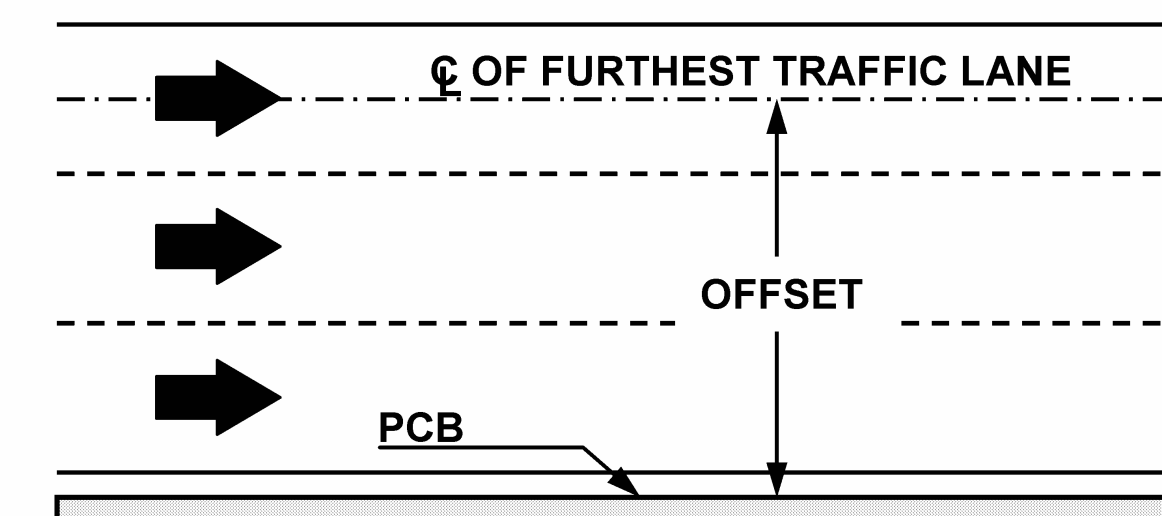 ℄ OF FURTHEST TRAFFIC LANE
OFFSET
PCB